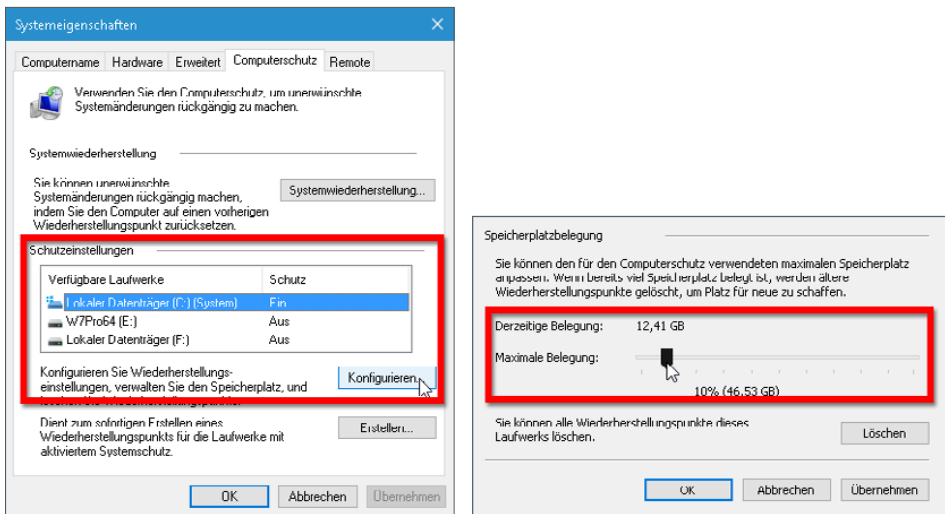 Systemeigenschaften
Computername Hardware Erweitert Computerschutz Remote
Verwenden Sie den Computerschutz, um unerwünschte
Systemänderungen rückgängig zu machen.
Systemwiederherstellung
Sie können unerwünschte
Systemänderungen rückgängig machen,
indem Sie den Computer auf einen vorherigen
Wiederherstellungspunkt zurücksetzen.
Systemwiederherstellung...
Schutzeinstellungen
Verfügbare Laufwerke Schutz
Lokaler Datenträger (C:) (System) Ein
W7Pro64 (E:) Aus
Lokaler Datenträger (F:) Aus
Konfigurieren Sie Wiederherstellungs-
einstellungen, verwalten Sie den Speicherplatz, und
löschen Sie Wiederherstellungspunkte.
Konfigurieren...
Dient zum sofortigen Erstellen eines
Wiederherstellungspunkts für die Laufwerke mit
aktiviertem Systemschutz.
Erstellen...
OK Abbrechen Übernehmen
Speicherplatzbelegung
Sie können den für den Computerschutz verwendeten maximalen Speicherplatz
anpassen. Wenn bereits viel Speicherplatz belegt ist, werden ältere
Wiederherstellungspunkte gelöscht, um Platz für neue zu schaffen.
Derzeitige Belegung: 12,41 GB
Maximale Belegung:
10% (46,53 GB)
Sie können alle Wiederherstellungspunkte dieses
Laufwerks löschen.
Löschen
OK Abbrechen Übernehmen